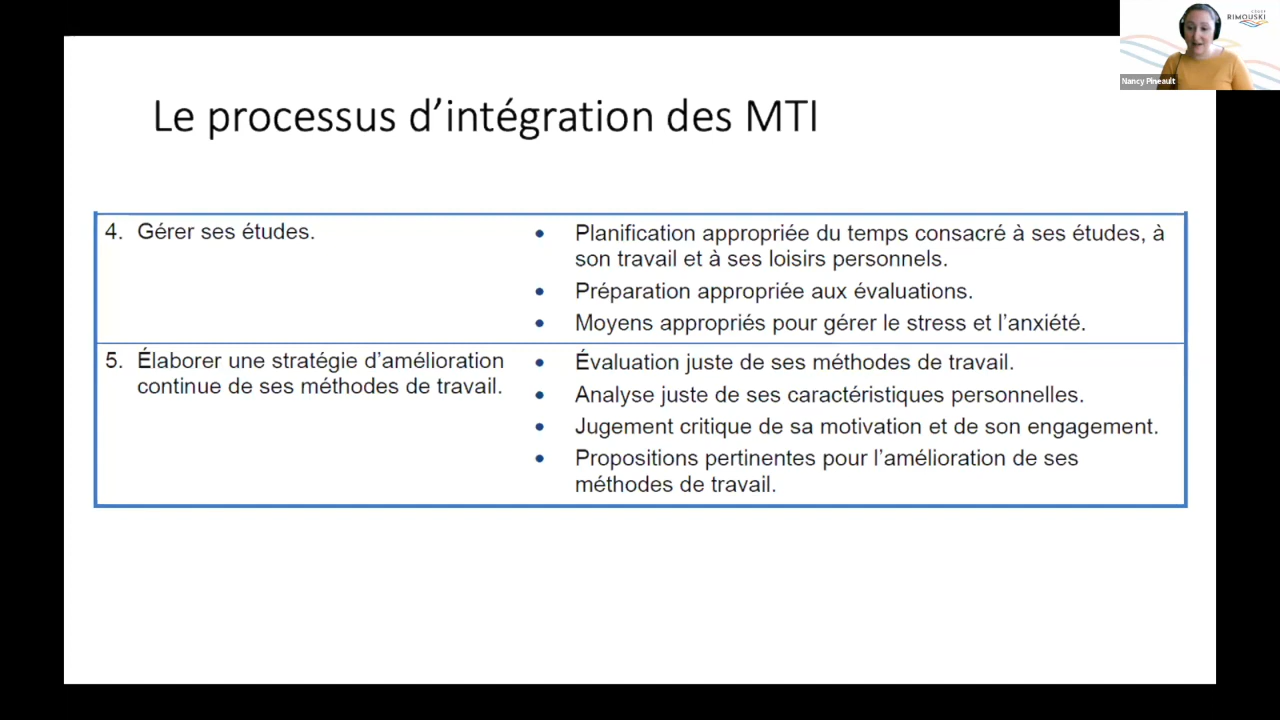 CÉGEP
RIMOUSKI
Nancy Pineault
Le processus d’intégration des MTI
4. Gérer ses études.
• Planification appropriée du temps consacré à ses études, à
son travail et à ses loisirs personnels.
• Préparation appropriée aux évaluations.
• Moyens appropriés pour gérer le stress et l’anxiété.
5. Élaborer une stratégie d’amélioration
continue de ses méthodes de travail.
• Évaluation juste de ses méthodes de travail.
• Analyse juste de ses caractéristiques personnelles.
• Jugement critique de sa motivation et de son engagement.
• Propositions pertinentes pour l’amélioration de ses
méthodes de travail.